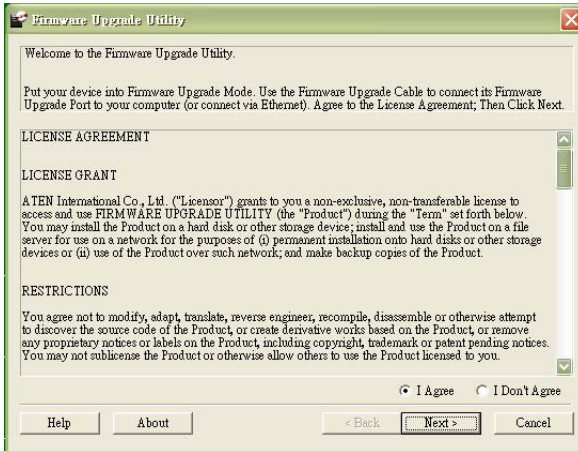 Firmware Upgrade Utility
Welcome to the Firmware Upgrade Utility.
Put your device into Firmware Upgrade Mode. Use the Firmware Upgrade Cable to connect its Firmware
Upgrade Port to your computer (or connect via Ethernet). Agree to the License Agreement; Then Click Next.
LICENSE AGREEMENT
LICENSE GRANT
ATEN International Co., Ltd. ("Licensor") grants to you a non-exclusive, non-transferable license to
access and use FIRMWARE UPGRADE UTILITY (the "Product") during the "Term" set forth below.
You may install the Product on a hard disk or other storage device; install and use the Product on a file
server for use on a network for the purposes of (i) permanent installation onto hard disks or other storage
devices or (ii) use of the Product over such network; and make backup copies of the Product.
RESTRICTIONS
You agree not to modify, adapt, translate, reverse engineer, recompile, disassemble or otherwise attempt
to discover the source code of the Product, or create derivative works based on the Product, or remove
any proprietary notices or labels on the Product, including copyright, trademark or patent pending notices.
You may not sublicense the Product or otherwise allow others to use the Product licensed to you.
I Agree I Don't Agree
Help About < Back Next > Cancel